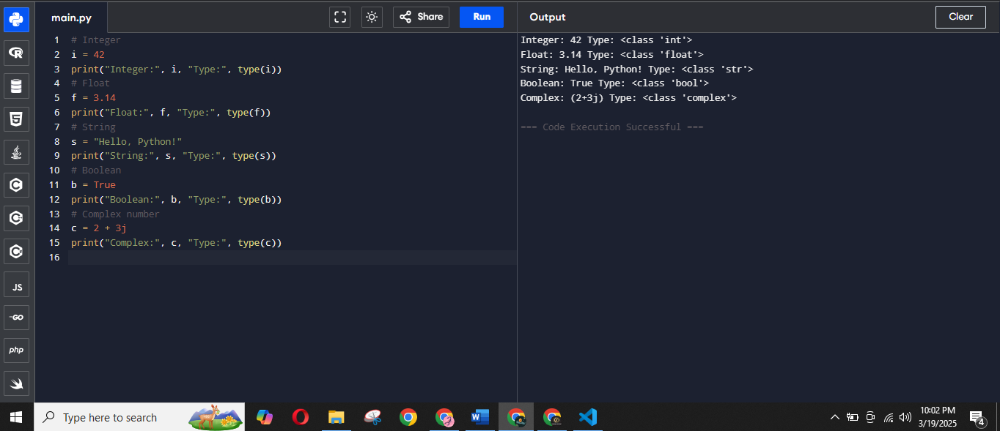 main.py
Share
Run
Output
Clear
1 # Integer
2 i = 42
3 print("Integer:", i, "Type:", type(i))
4 # Float
5 f = 3.14
6 print("Float:", f, "Type:", type(f))
7 # String
8 s = "Hello, Python!"
9 print("String:", s, "Type:", type(s))
10 # Boolean
11 b = True
12 print("Boolean:", b, "Type:", type(b))
13 # Complex number
14 c = 2 + 3j
15 print("Complex:", c, "Type:", type(c))
16
Integer: 42 Type: <class 'int'>
Float: 3.14 Type: <class 'float'>
String: Hello, Python! Type: <class 'str'>
Boolean: True Type: <class 'bool'>
Complex: (2+3j) Type: <class 'complex'>
=== Code Execution Successful ===
R
5
C
C
C
JS
GO
php
Type here to search
W
10:02 PM
3/19/2025
4